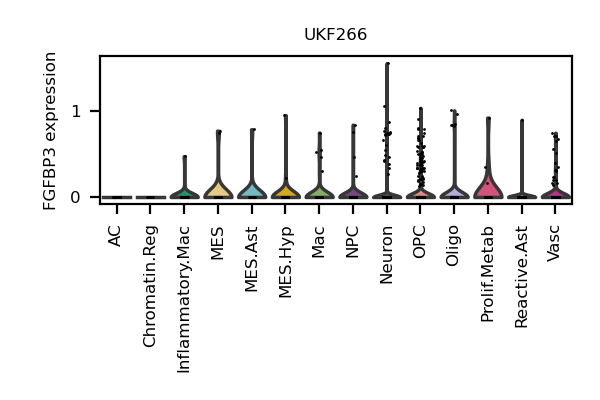 UKF266
FGFBP3 expression
1
0
AC
Chromatin.Reg
Inflammatory.Mac
MES
MES.Ast
MES.Hyp
Mac
NPC
Neuron
OPC
Oligo
Prolif.Metab
Reactive.Ast
Vasc